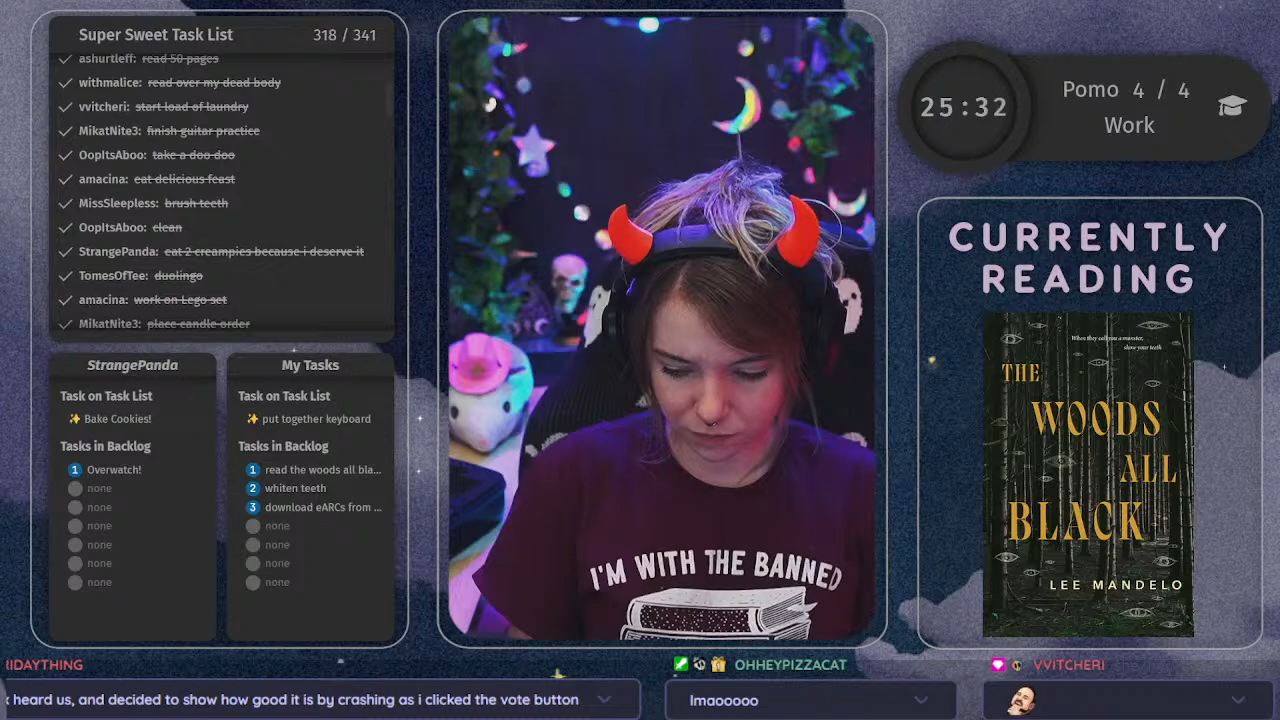 Super Sweet Task List 318 / 341
ashurtleff: read 50 pages
withmalice: read over my dead body
vvitcheri: start load of laundry
MikatNite3: finish guitar practice
OopItsAboo: take a doo doo
amacina: eat delicious feast
MissSleepless: brush teeth
OopItsAboo: clean
StrangePanda: eat 2 creampies because i deserve it
TomesOfTee: duolingo
amacina: work on Lego set
MikatNite3: place candle order
StrangePanda
Task on Task List
✨ Bake Cookies!
Tasks in Backlog
1 Overwatch!
none
none
none
none
none
none
My Tasks
Task on Task List
✨ put together keyboard
Tasks in Backlog
1 read the woods all bla...
2 whiten teeth
3 download eARCs from ...
none
none
none
none
I'M WITH THE BANNED
25:32
Pomo 4 / 4
Work
CURRENTLY
READING
When they call you a monster,
show your teeth
THE
WOODS
ALL
BLACK
LEE MANDELO
RIDAYTHING
heard us, and decided to show how good it is by crashing as i clicked the vote button
OHHEYPIZZACAT
lmaooooo
VVITCHERI